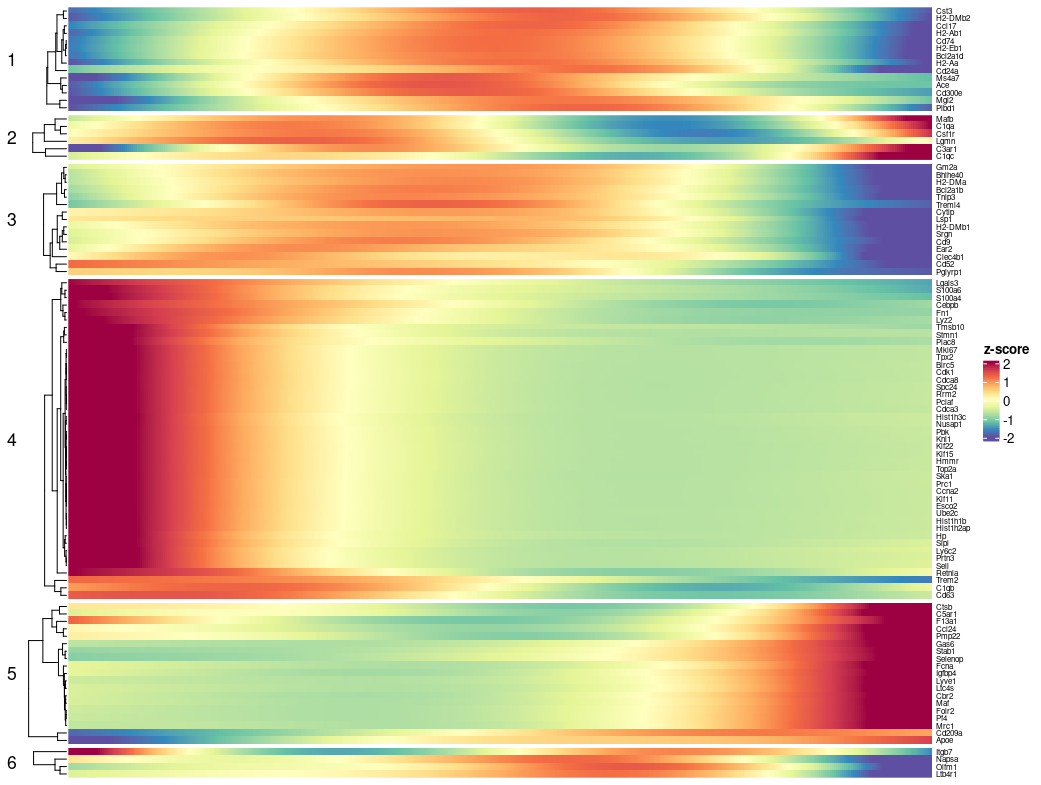 1
Cst3
H2-DMb2
Ccl17
H2-Ab1
Cd74
H2-Eb1
Bcl2a1d
H2-Aa
Cd24a
Ms4a7
Ace
Cd300e
Mgl2
Plbd1
2
Mafb
C1qa
Csf1r
Lgmn
C3ar1
C1qc
3
Gm2a
Bhlhe40
H2-DMa
Bcl2a1b
Tnip3
Treml4
Cytip
Lsp1
H2-DMb1
Srgn
Cd9
Ear2
Clec4b1
Cd52
Pglyrp1
4
Lgals3
S100a6
S100a4
Cebpb
Fn1
Lyz2
Tmsb10
Stmn1
Plac8
Mki67
Tpx2
Birc5
Cdk1
Cdca8
Spc24
Rrm2
Pclaf
Cdca3
Hist1h3c
Nusap1
Pbk
Knl1
Kif22
Kif15
Hmmr
Top2a
Ska1
Prc1
Ccna2
Kif11
Esco2
Ube2c
Hist1h1b
Hist1h2ap
Hp
Slpi
Ly6c2
Prtn3
Sell
Retnla
Trem2
C1qb
Cd63
5
Ctsb
C5ar1
F13a1
Ccl24
Pmp22
Gas6
Stab1
Selenop
Fcna
Igfbp4
Lyve1
Ltc4s
Cbr2
Maf
Folr2
Pf4
Mrc1
Cd209a
Apoe
6
Itgb7
Napsa
Olfm1
Ltb4r1
z-score
2
1
0
-1
-2